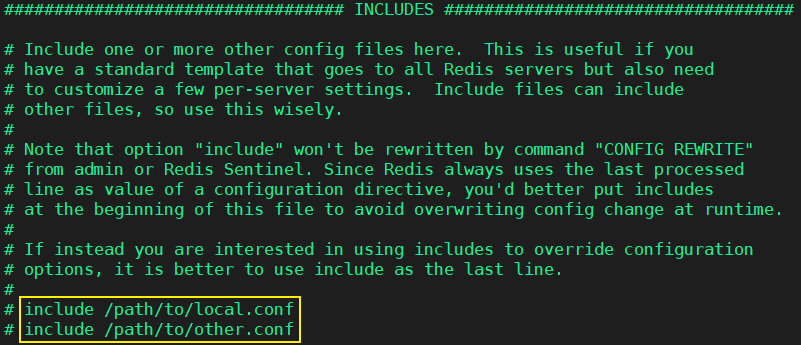 ################################## INCLUDES ###################################

# Include one or more other config files here.  This is useful if you
# have a standard template that goes to all Redis servers but also need
# to customize a few per-server settings.  Include files can include
# other files, so use this wisely.
#
# Note that option "include" won't be rewritten by command "CONFIG REWRITE"
# from admin or Redis Sentinel. Since Redis always uses the last processed
# line as value of a configuration directive, you'd better put includes
# at the beginning of this file to avoid overwriting config change at runtime.
#
# If instead you are interested in using includes to override configuration
# options, it is better to use include as the last line.
#
# include /path/to/local.conf
# include /path/to/other.conf